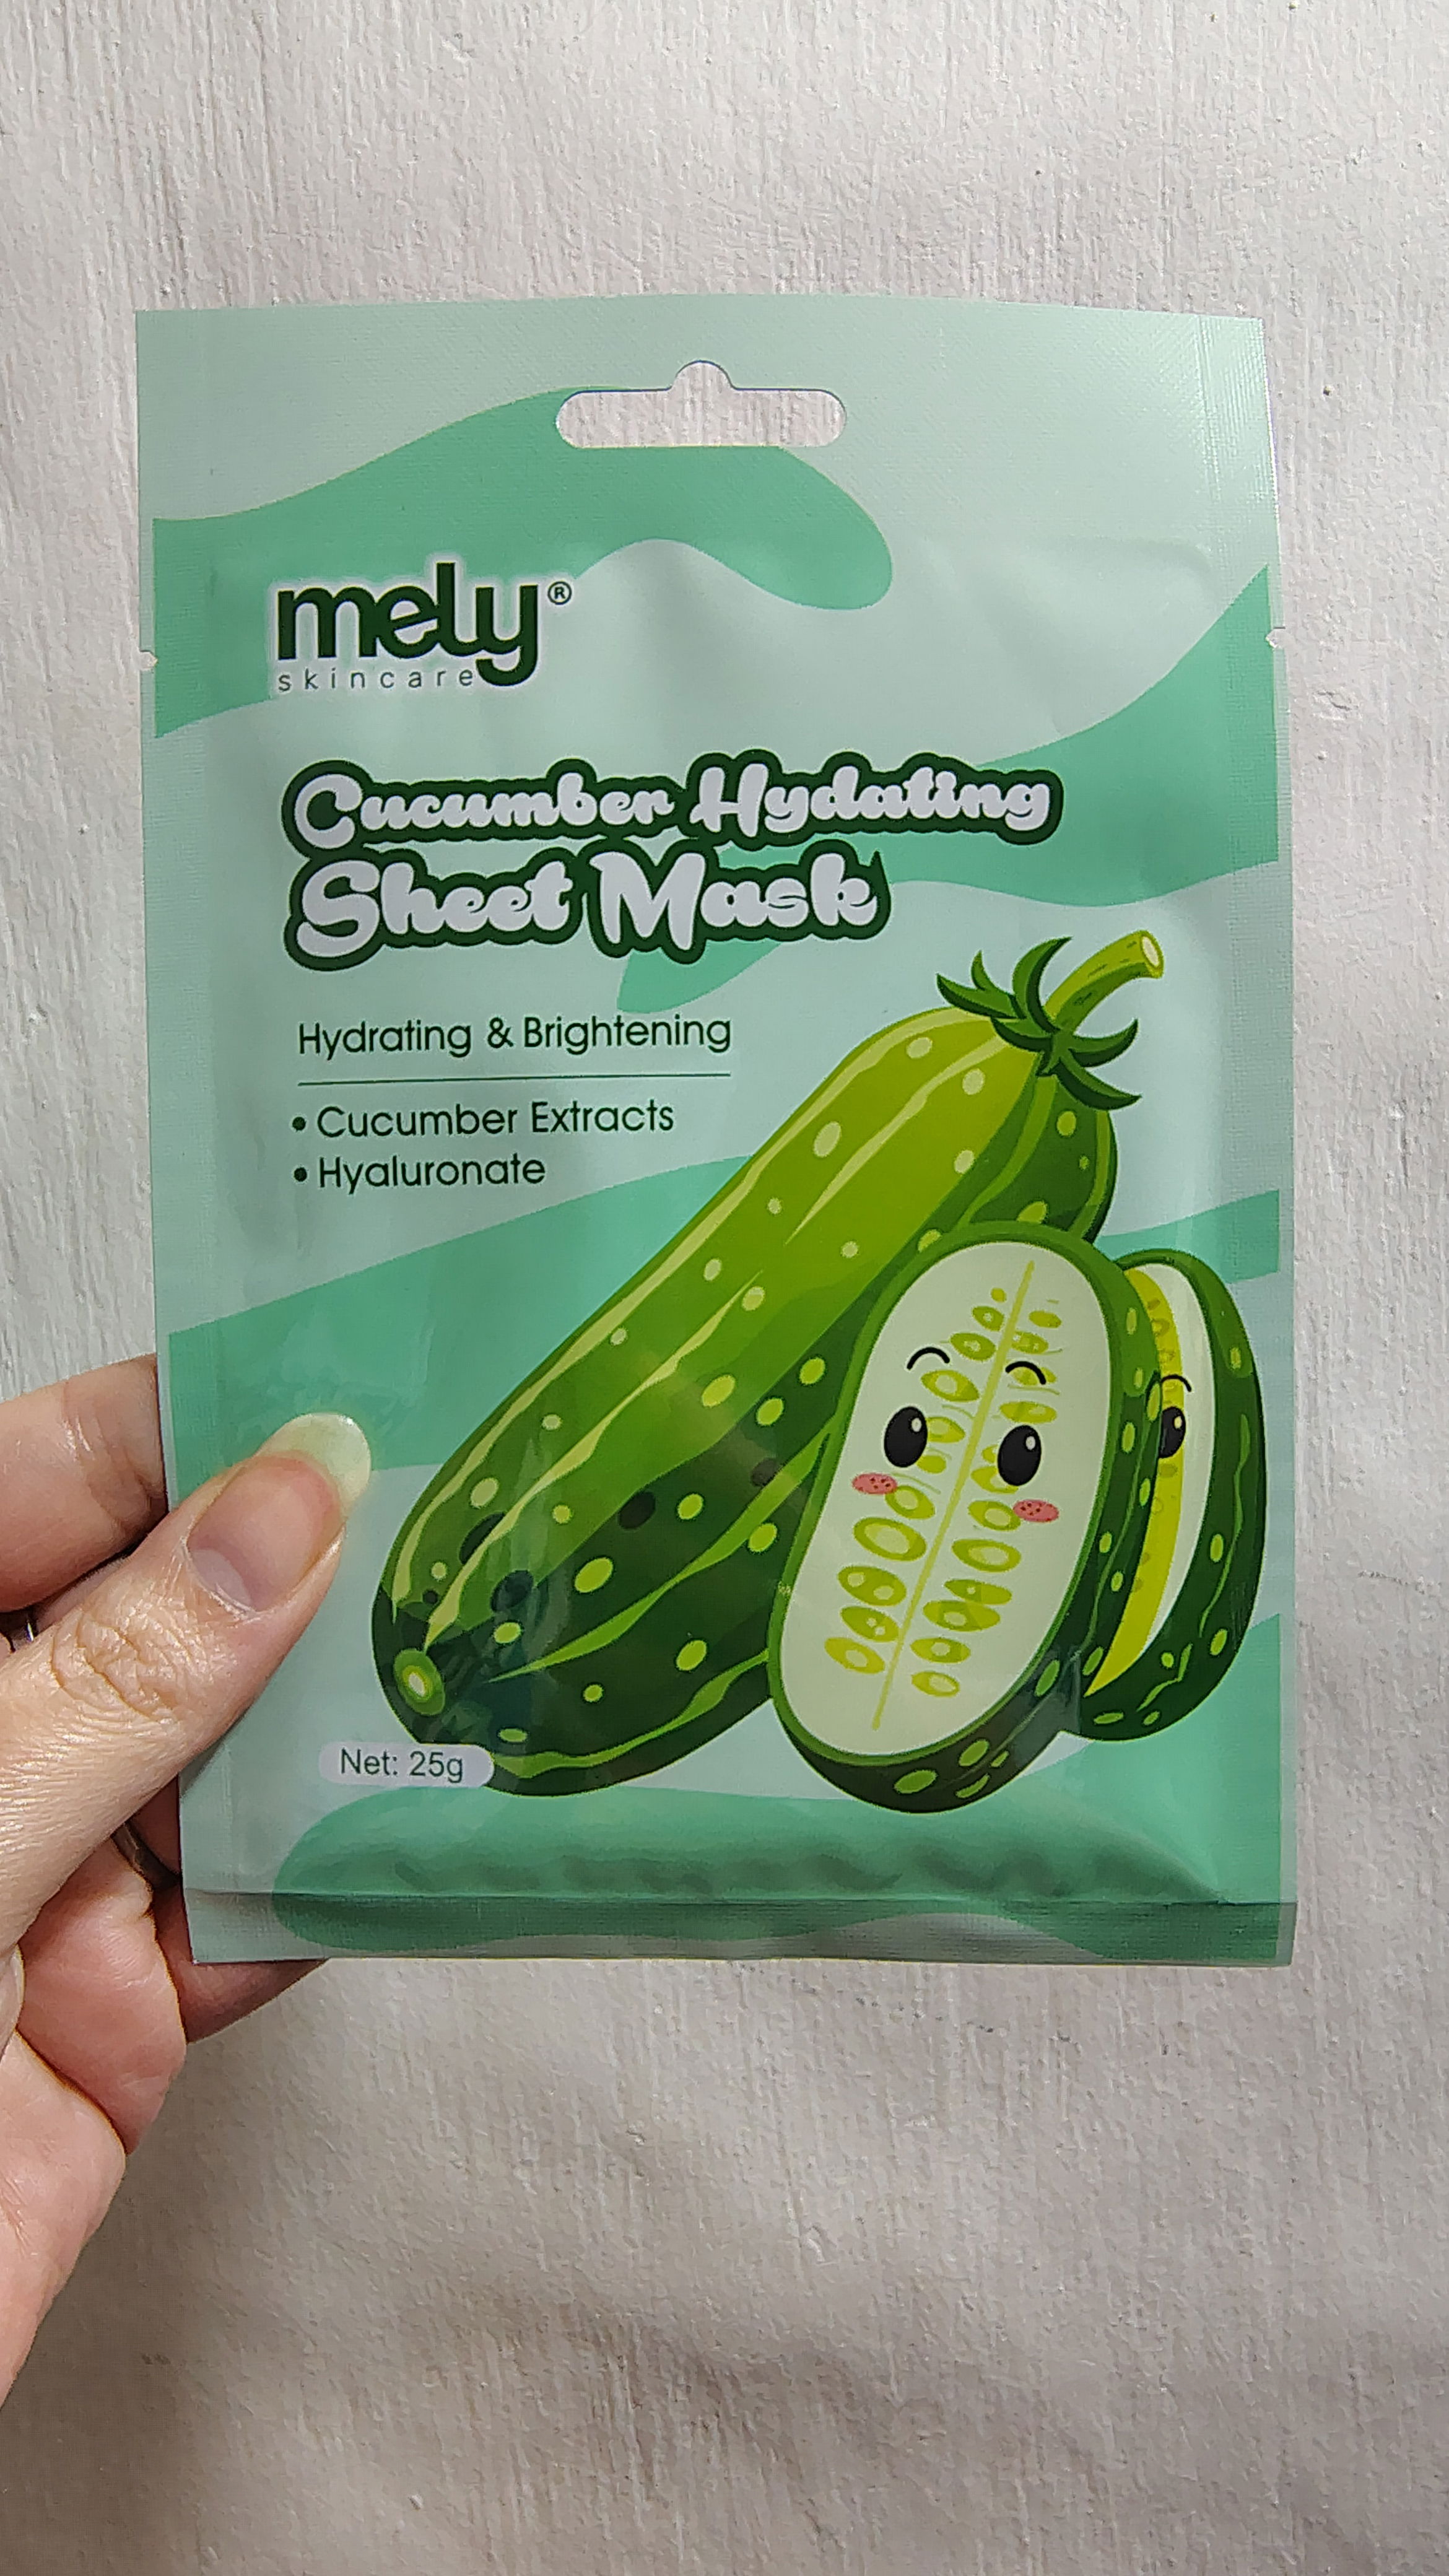 mely®
skincare
Cucumber Hydating
Sheet Mask
Hydrating & Brightening
• Cucumber Extracts
• Hyaluronate
Net: 25g